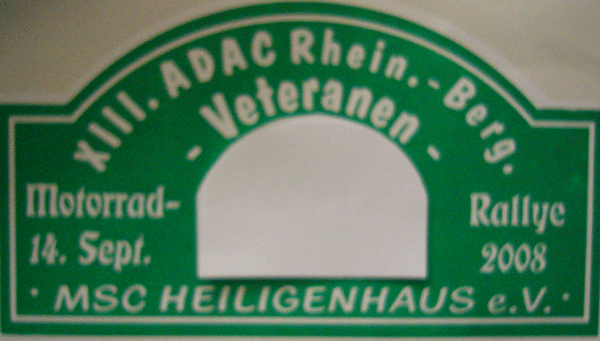 XIII. ADAC Rhein.-Berg.
- Veteranen -
Motorrad- Rallye
14. Sept. 2008
· MSC HEILIGENHAUS e.V. ·